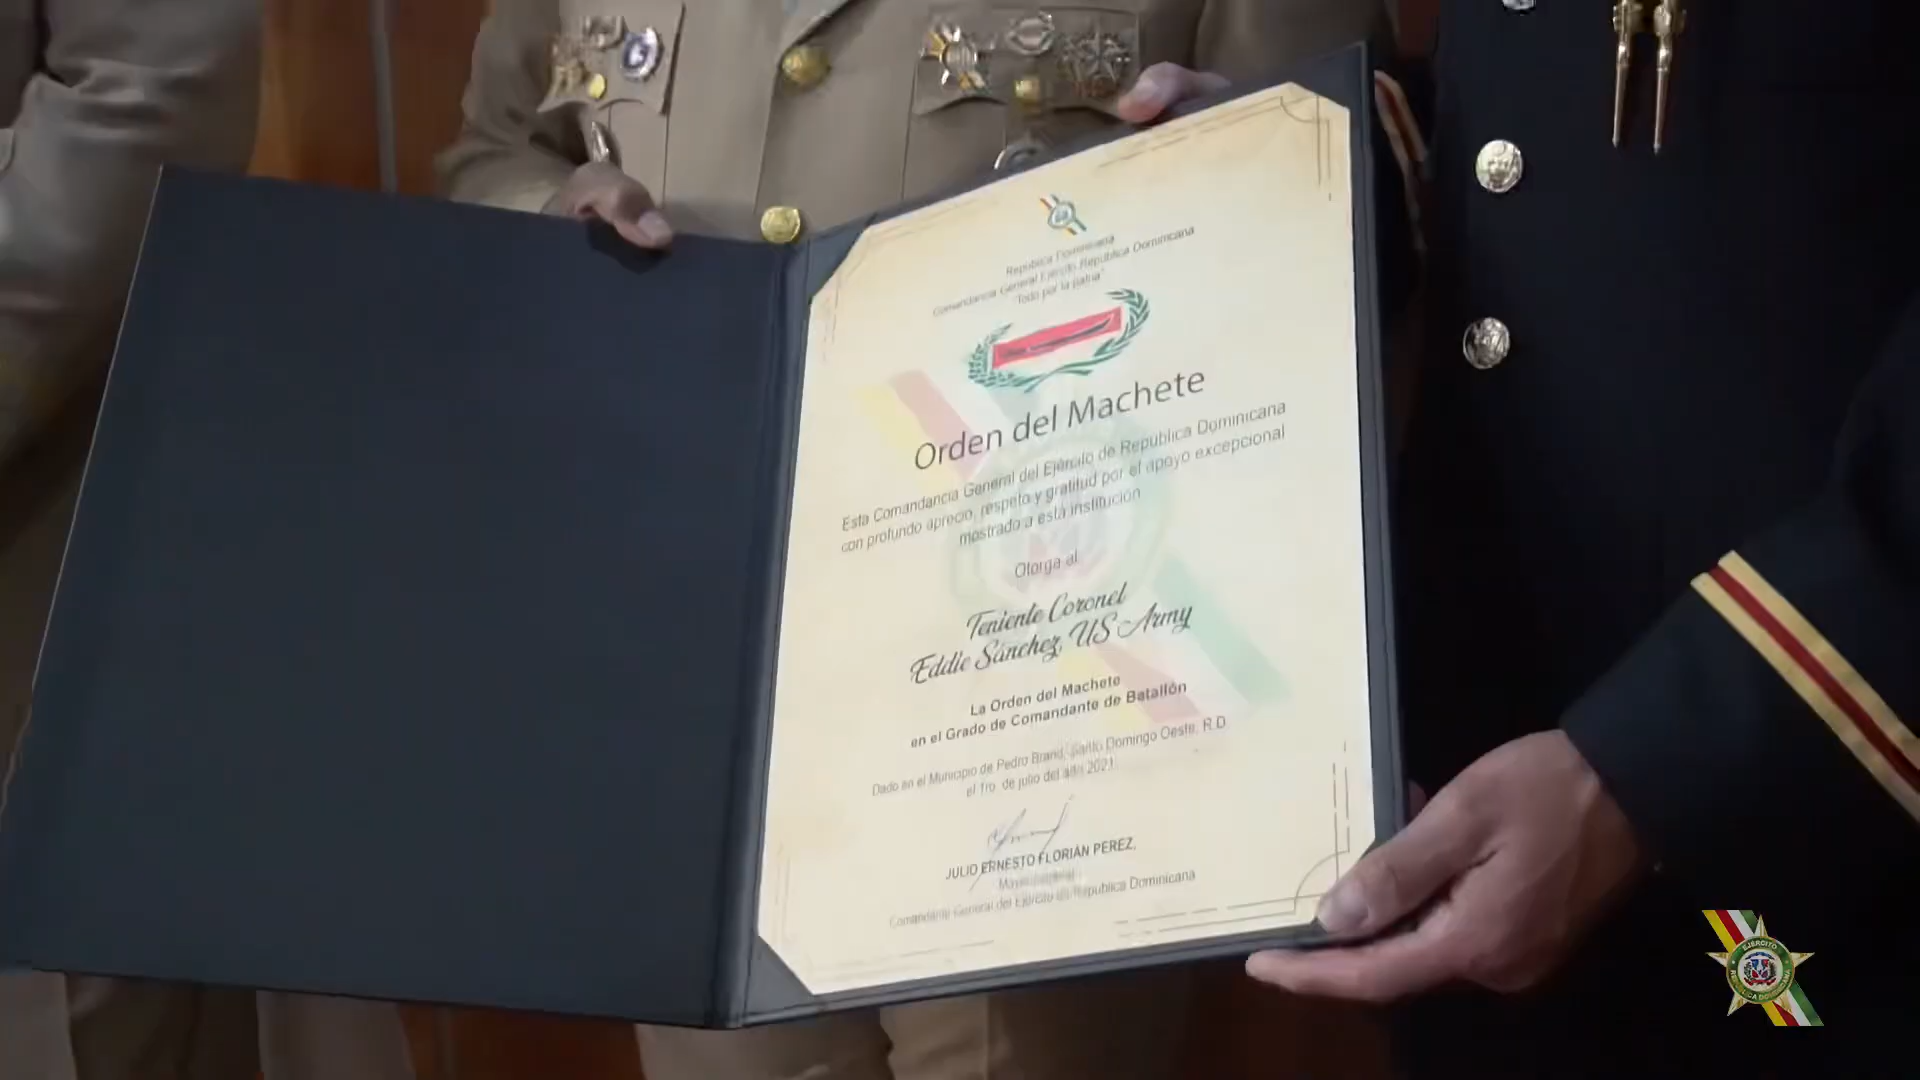 República Dominicana
Comandancia General Ejército República Dominicana
"Todo por la patria"
Orden del Machete
Esta Comandancia General del Ejército de República Dominicana
con profundo aprecio, respeto y gratitud por el apoyo excepcional
mostrado a esta institución
Otorga al
Teniente Coronel
Eddie Sánchez, US Army
La Orden del Machete
en el Grado de Comandante de Batallón
Dado en el Municipio de Pedro Brand, Santo Domingo Oeste, R.D.
el 1ro. de julio del año 2021.
JULIO ERNESTO FLORIÁN PEREZ,
Comandante General del Ejército de República Dominicana
EJERCITO
REPUBLICA DOMINICANA